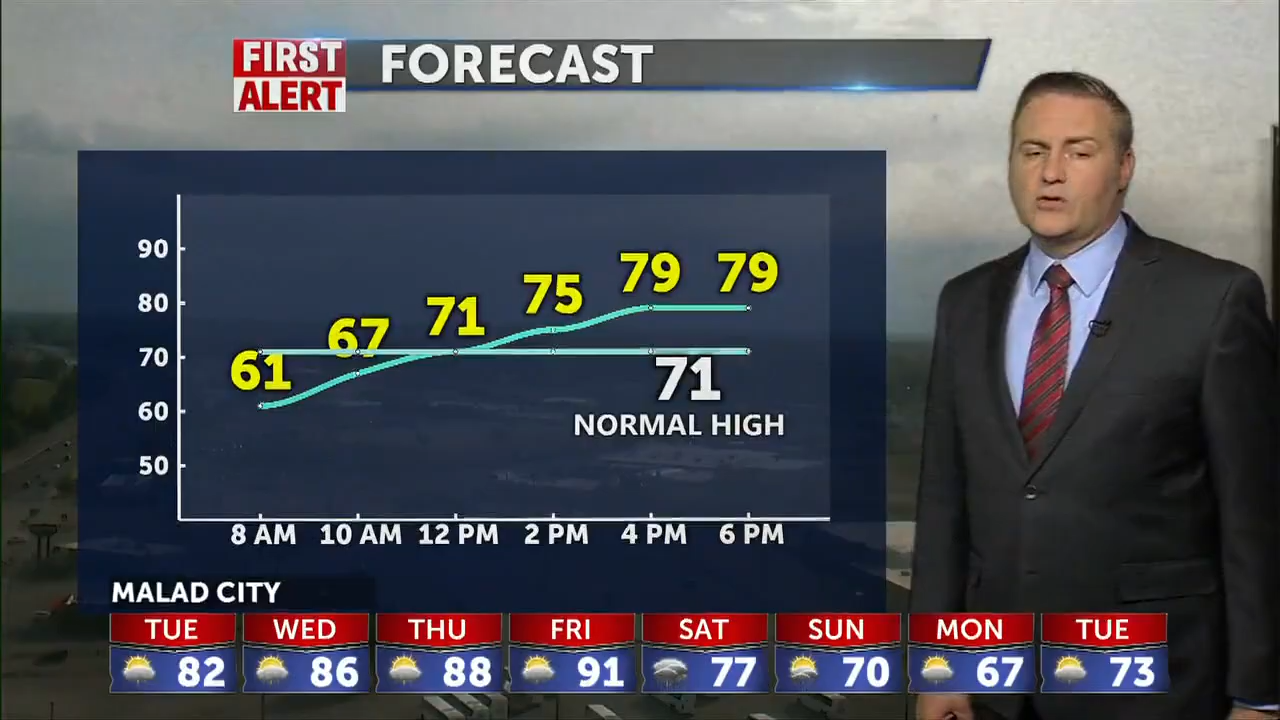 FIRST
ALERT
FORECAST
90
80
70
60
50
61
67
71
75
79
79
71
NORMAL HIGH
8 AM 10 AM 12 PM 2 PM 4 PM 6 PM
MALAD CITY
TUE WED THU FRI SAT SUN MON TUE
82 86 88 91 77 70 67 73